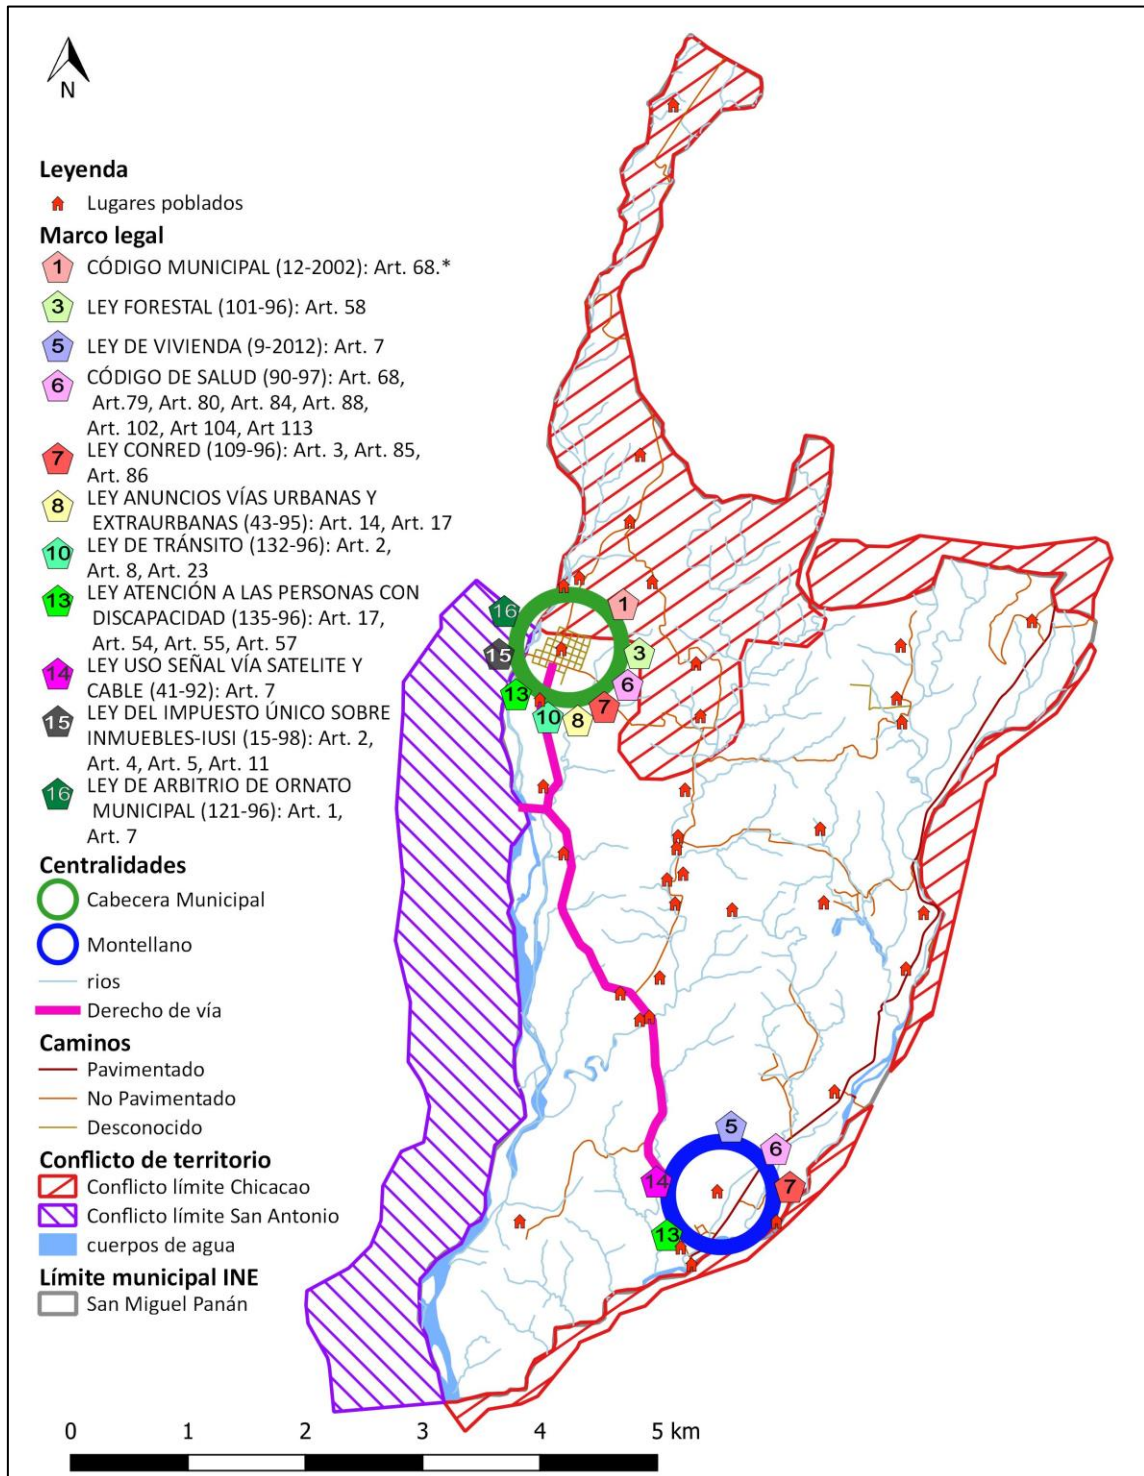 N
Leyenda
Lugares poblados
Marco legal
1 CÓDIGO MUNICIPAL (12-2002): Art. 68.*
3 LEY FORESTAL (101-96): Art. 58
5 LEY DE VIVIENDA (9-2012): Art. 7
6 CÓDIGO DE SALUD (90-97): Art. 68,
Art.79, Art. 80, Art. 84, Art. 88,
Art. 102, Art 104, Art 113
7 LEY CONRED (109-96): Art. 3, Art. 85,
Art. 86
8 LEY ANUNCIOS VÍAS URBANAS Y
EXTRAURBANAS (43-95): Art. 14, Art. 17
10 LEY DE TRÁNSITO (132-96): Art. 2,
Art. 8, Art. 23
13 LEY ATENCIÓN A LAS PERSONAS CON
DISCAPACIDAD (135-96): Art. 17,
Art. 54, Art. 55, Art. 57
14 LEY USO SEÑAL VÍA SATELITE Y
CABLE (41-92): Art. 7
15 LEY DEL IMPUESTO ÚNICO SOBRE
INMUEBLES-IUSI (15-98): Art. 2,
Art. 4, Art. 5, Art. 11
16 LEY DE ARBITRIO DE ORNATO
MUNICIPAL (121-96): Art. 1,
Art. 7
Centralidades
Cabecera Municipal
Montellano
rios
Derecho de vía
Caminos
Pavimentado
No Pavimentado
Desconocido
Conflicto de territorio
Conflicto límite Chicacao
Conflicto límite San Antonio
cuerpos de agua
Límite municipal INE
San Miguel Panán
16
1
15
3
6
13
7
10
8
5
6
14
7
13
0 1 2 3 4 5 km